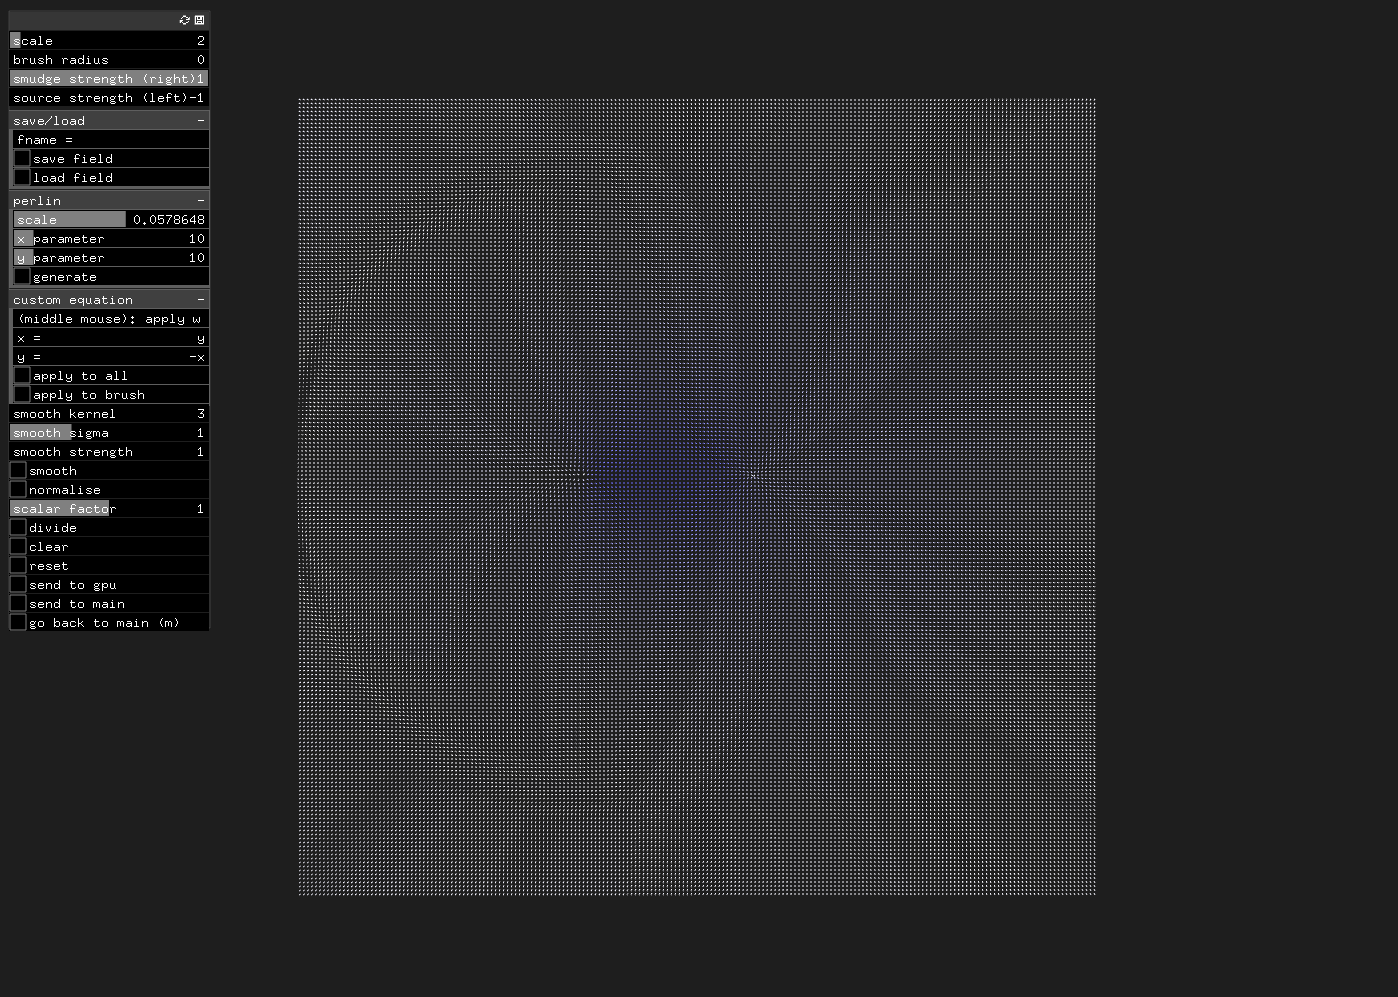 scale 2
brush radius 0
smudge strength (right)1
source strength (left)-1
save/load -
fname =
save field
load field
perlin -
scale 0.0578648
x parameter 10
y parameter 10
generate
custom equation -
(middle mouse): apply w
x = y
y = -x
apply to all
apply to brush
smooth kernel 3
smooth sigma 1
smooth strength 1
smooth
normalise
scalar factor 1
divide
clear
reset
send to gpu
send to main
go back to main (m)